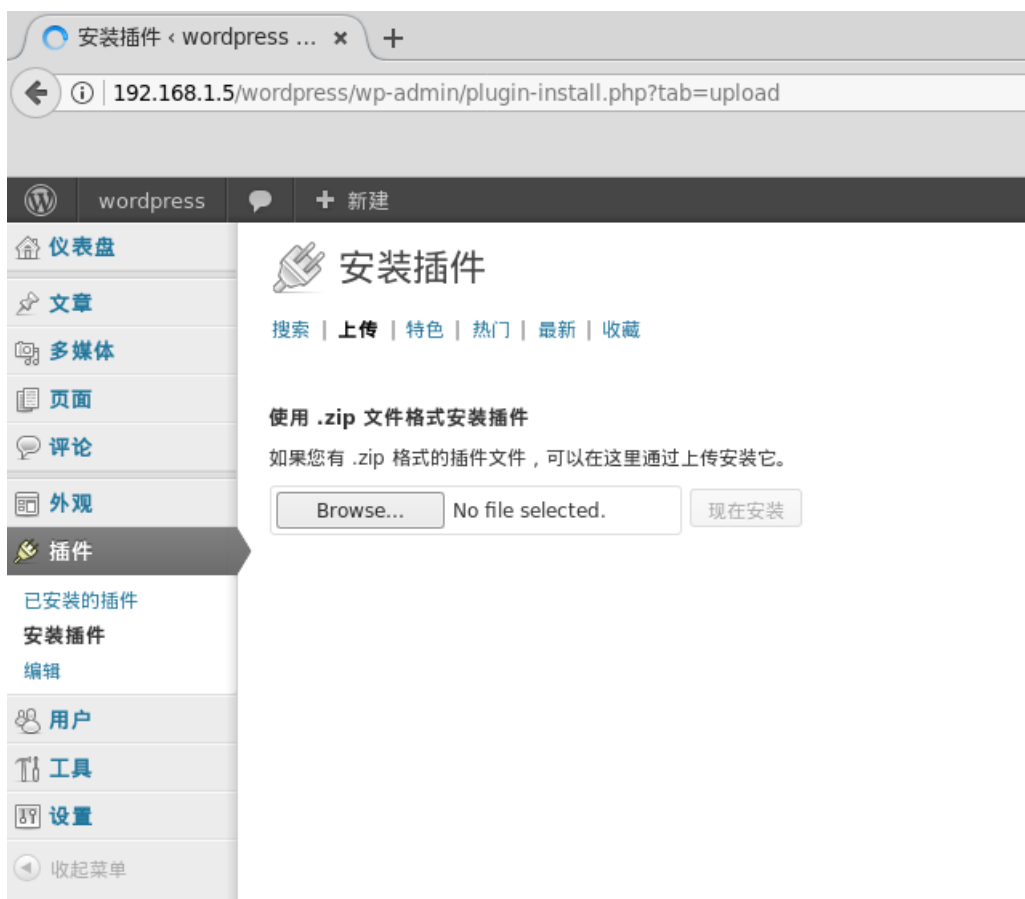 安装插件 ‹ wordpress ... × +
192.168.1.5/wordpress/wp-admin/plugin-install.php?tab=upload
wordpress + 新建
仪表盘
文章
多媒体
页面
评论
外观
插件
已安装的插件
安装插件
编辑
用户
工具
设置
收起菜单
安装插件
搜索 | 上传 | 特色 | 热门 | 最新 | 收藏
使用 .zip 文件格式安装插件
如果您有 .zip 格式的插件文件，可以在这里通过上传安装它。
Browse... No file selected. 现在安装